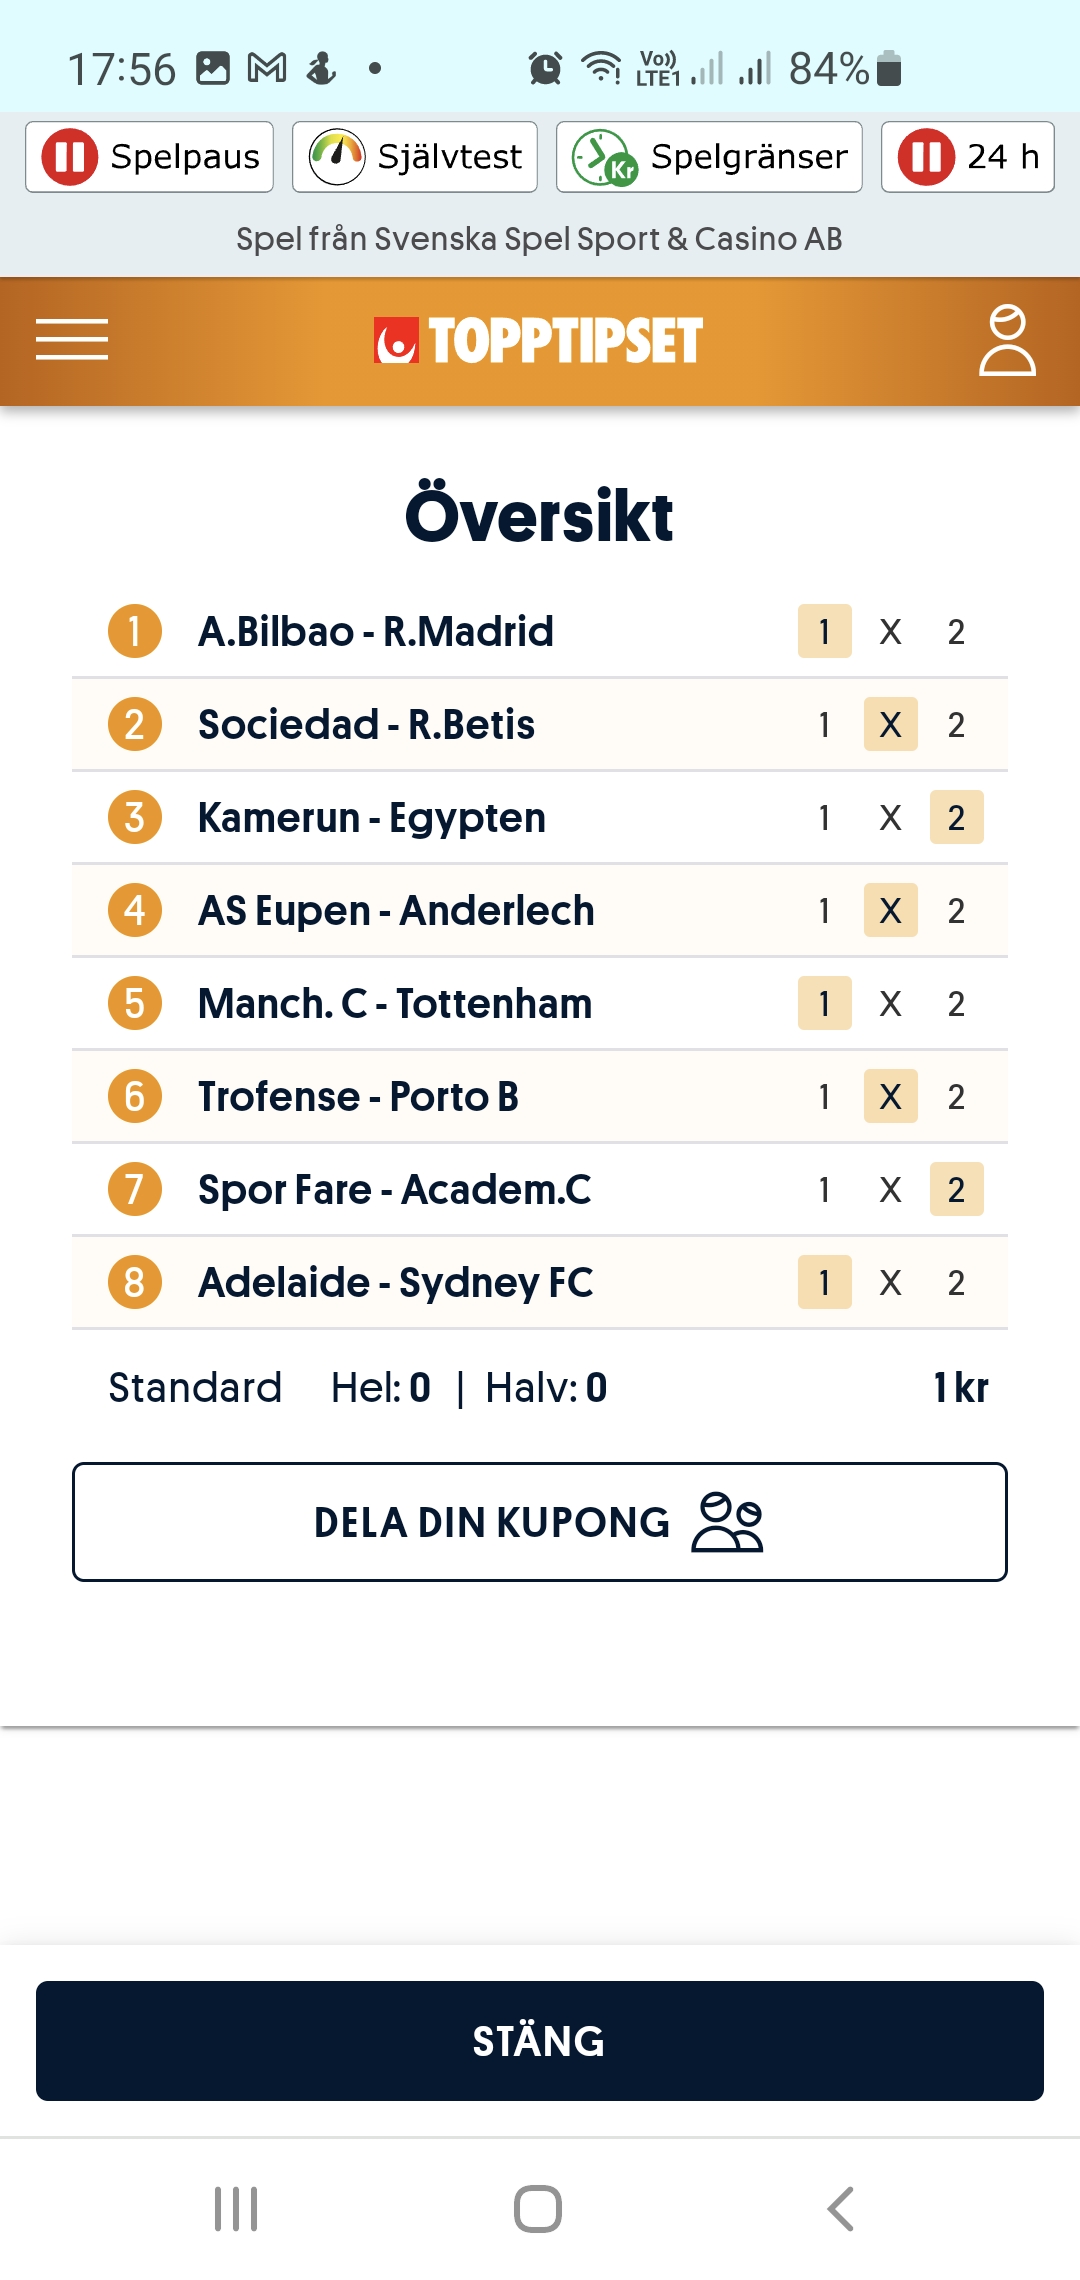 17:56 Vo)) LTE1 84%
Spelpaus Självtest Spelgränser Kr 24 h
Spel från Svenska Spel Sport & Casino AB
TOPPTIPSET
Översikt
1 A.Bilbao - R.Madrid 1 X 2
2 Sociedad - R.Betis 1 X 2
3 Kamerun - Egypten 1 X 2
4 AS Eupen - Anderlech 1 X 2
5 Manch. C - Tottenham 1 X 2
6 Trofense - Porto B 1 X 2
7 Spor Fare - Academ.C 1 X 2
8 Adelaide - Sydney FC 1 X 2
Standard Hel: 0 | Halv: 0 1 kr
DELA DIN KUPONG
STÄNG